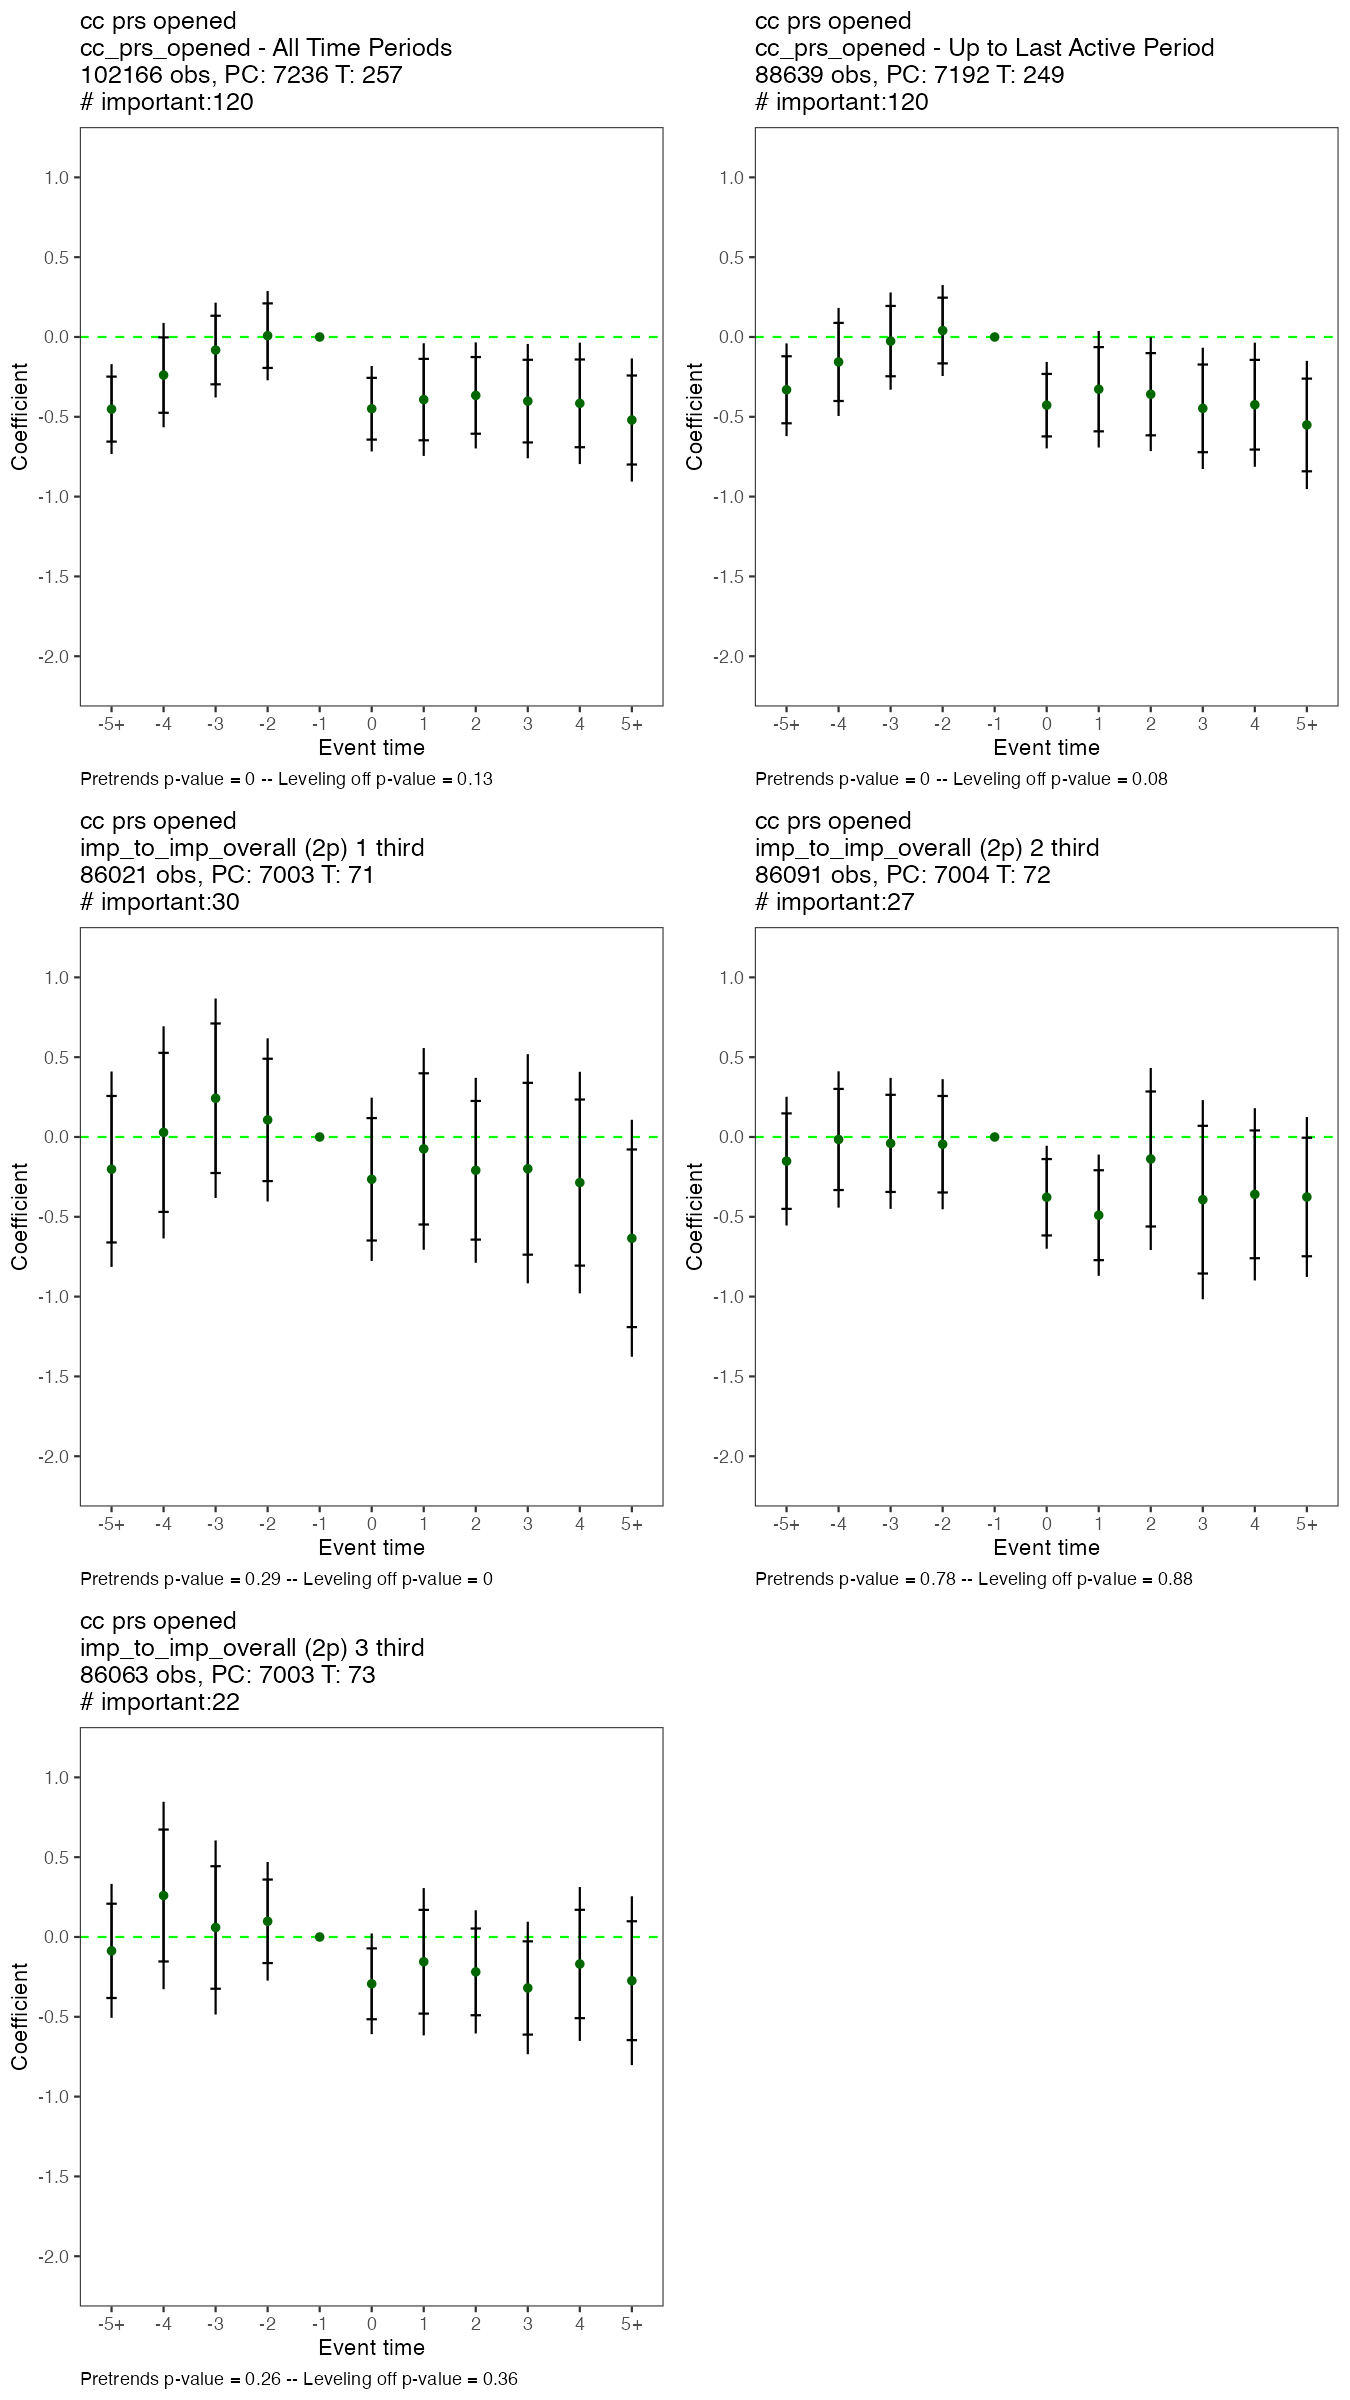 cc prs opened
cc_prs_opened - All Time Periods
102166 obs, PC: 7236 T: 257
# important:120
1.0
0.5
0.0
-0.5
-1.0
-1.5
-2.0
Coefficient
-5+ -4 -3 -2 -1 0 1 2 3 4 5+
Event time
Pretrends p-value = 0 -- Leveling off p-value = 0.13
cc prs opened
cc_prs_opened - Up to Last Active Period
88639 obs, PC: 7192 T: 249
# important:120
1.0
0.5
0.0
-0.5
-1.0
-1.5
-2.0
Coefficient
-5+ -4 -3 -2 -1 0 1 2 3 4 5+
Event time
Pretrends p-value = 0 -- Leveling off p-value = 0.08
cc prs opened
imp_to_imp_overall (2p) 1 third
86021 obs, PC: 7003 T: 71
# important:30
1.0
0.5
0.0
-0.5
-1.0
-1.5
-2.0
Coefficient
-5+ -4 -3 -2 -1 0 1 2 3 4 5+
Event time
Pretrends p-value = 0.29 -- Leveling off p-value = 0
cc prs opened
imp_to_imp_overall (2p) 2 third
86091 obs, PC: 7004 T: 72
# important:27
1.0
0.5
0.0
-0.5
-1.0
-1.5
-2.0
Coefficient
-5+ -4 -3 -2 -1 0 1 2 3 4 5+
Event time
Pretrends p-value = 0.78 -- Leveling off p-value = 0.88
cc prs opened
imp_to_imp_overall (2p) 3 third
86063 obs, PC: 7003 T: 73
# important:22
1.0
0.5
0.0
-0.5
-1.0
-1.5
-2.0
Coefficient
-5+ -4 -3 -2 -1 0 1 2 3 4 5+
Event time
Pretrends p-value = 0.26 -- Leveling off p-value = 0.36